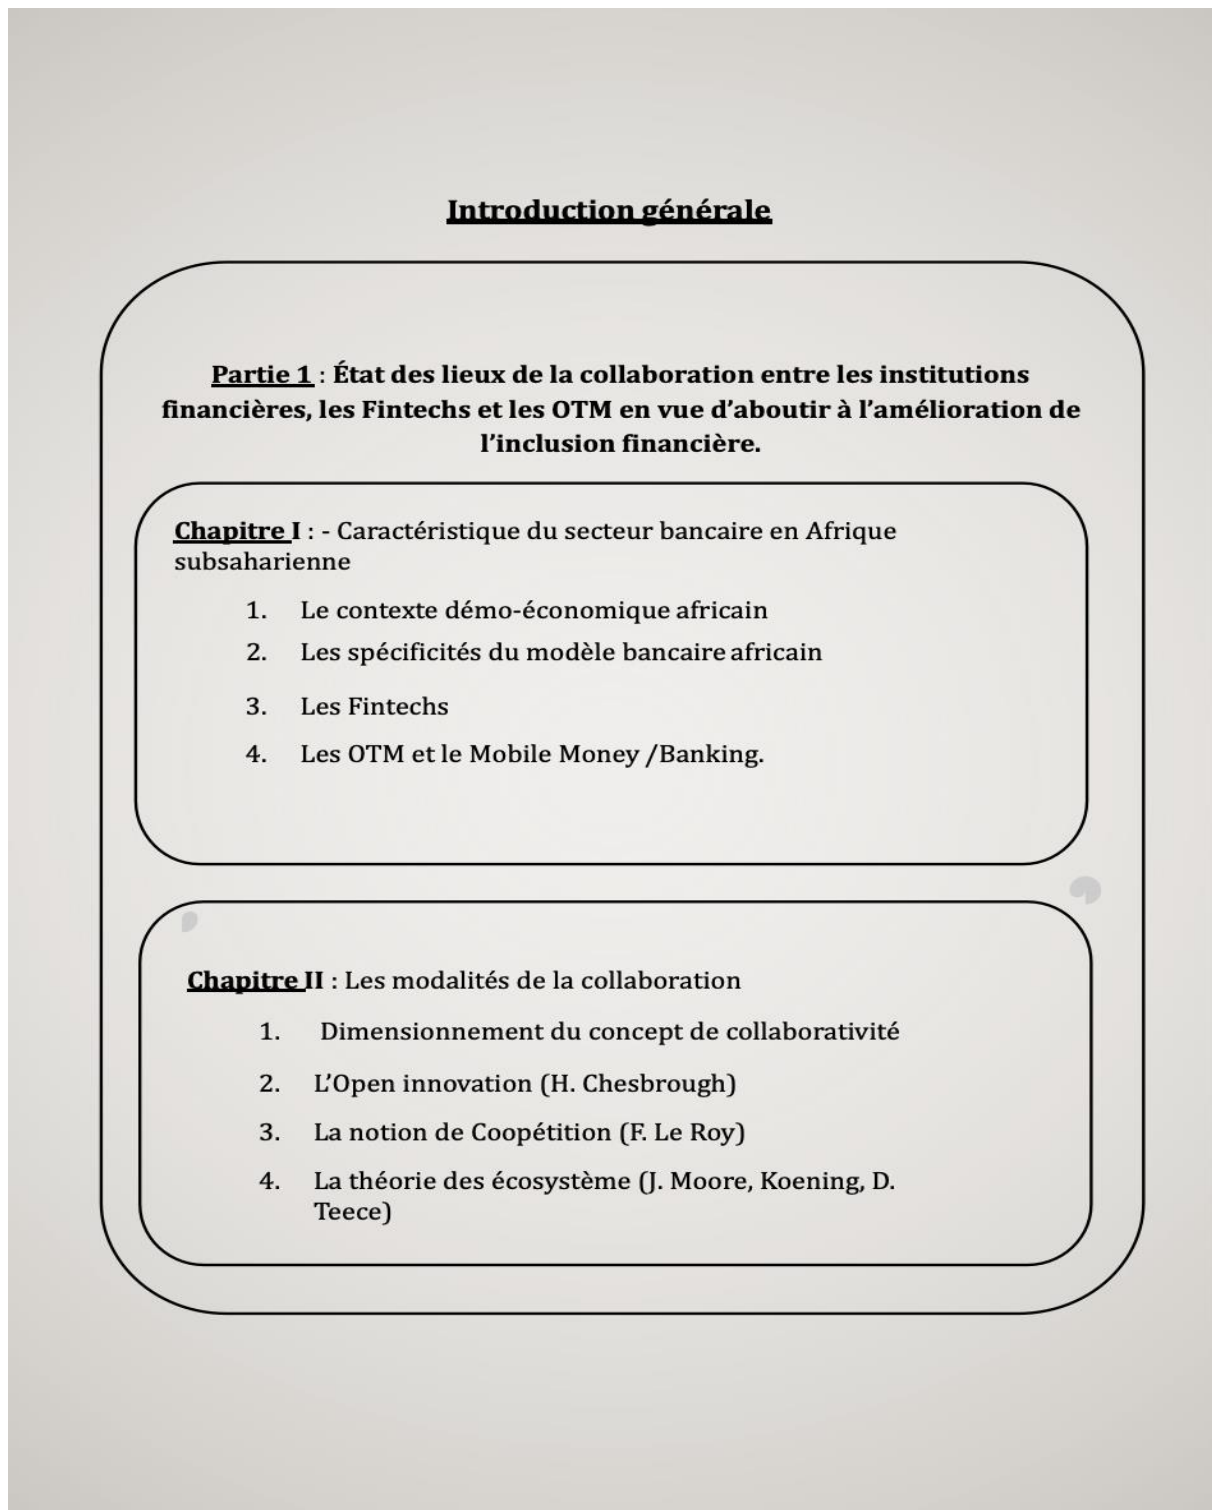 Introduction générale
Partie 1 : État des lieux de la collaboration entre les institutions
financières, les Fintechs et les OTM en vue d’aboutir à l’amélioration de
l’inclusion financière.
Chapitre I : - Caractéristique du secteur bancaire en Afrique
subsaharienne
1. Le contexte démo-économique africain
2. Les spécificités du modèle bancaire africain
3. Les Fintechs
4. Les OTM et le Mobile Money /Banking.
Chapitre II : Les modalités de la collaboration
1. Dimensionnement du concept de collaborativité
2. L’Open innovation (H. Chesbrough)
3. La notion de Coopétition (F. Le Roy)
4. La théorie des écosystème (J. Moore, Koening, D.
Teece)